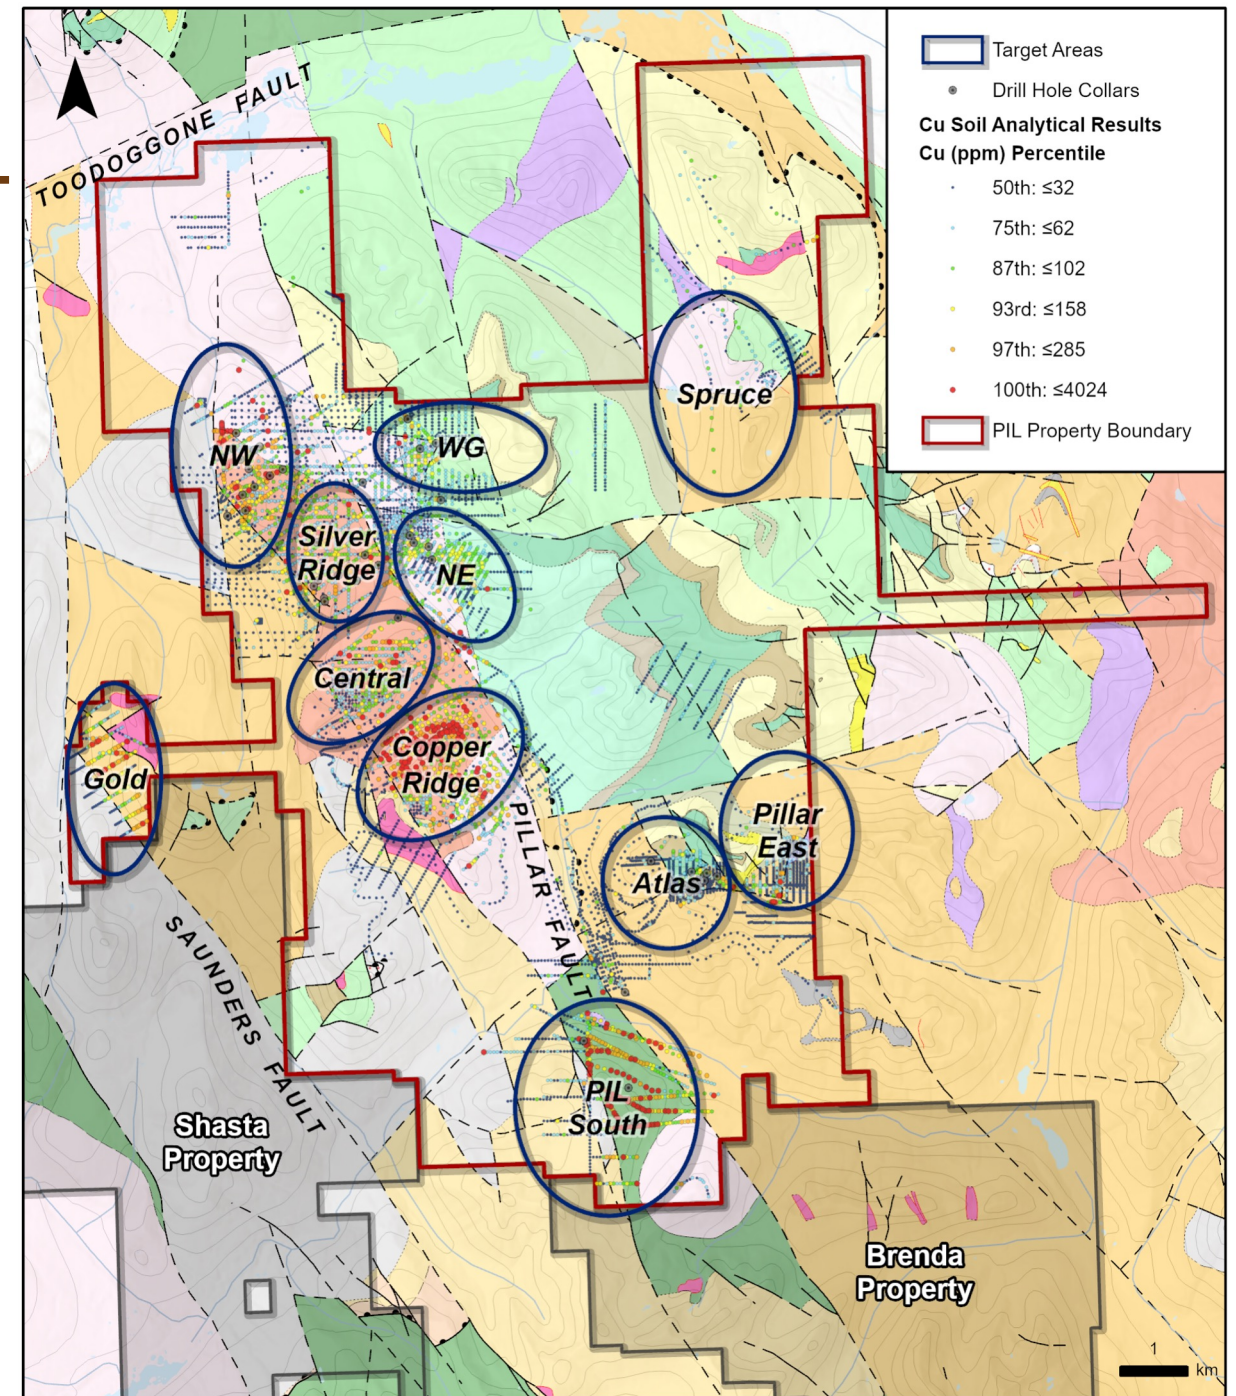 Target Areas
Drill Hole Collars
Cu Soil Analytical Results
Cu (ppm) Percentile
50th: ≤32
75th: ≤62
87th: ≤102
93rd: ≤158
97th: ≤285
100th: ≤4024
PIL Property Boundary
TOODOGGONE FAULT
Spruce
NW
WG
Silver
Ridge
NE
Central
Copper
Ridge
Gold
Pillar
East
Atlas
PILLAR FAULT
SAUNDERS FAULT
PIL
South
Shasta
Property
Brenda
Property
1
km